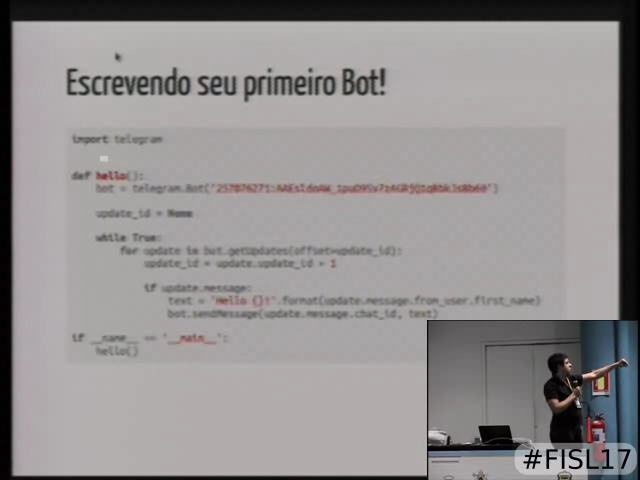 Escrevendo seu primeiro Bot!
import telegram
def hello():
bot = telegram.Bot('
update_id = None
while True:
for update in bot.getUpdates(offset=update_id):
update_id = update.update_id + 1
if update.message:
text = 'Hello {}!'.format(update.message.from_user.first_name)
bot.sendMessage(update.message.chat_id, text)
if __name__ == '__main__':
hello()
#FISL17